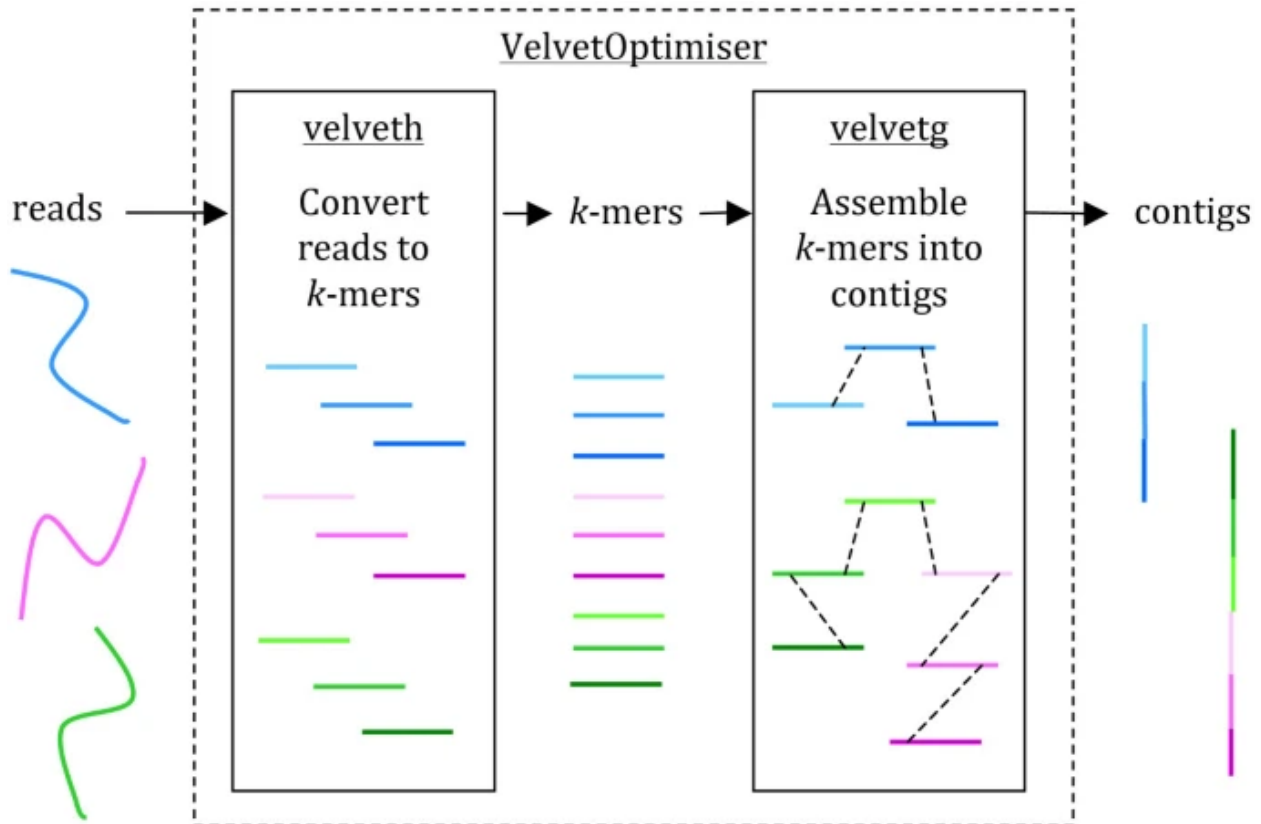 VelvetOptimiser
velveth
velvetg
reads
Convert
reads to
k-mers
k-mers
Assemble
k-mers into
contigs
contigs